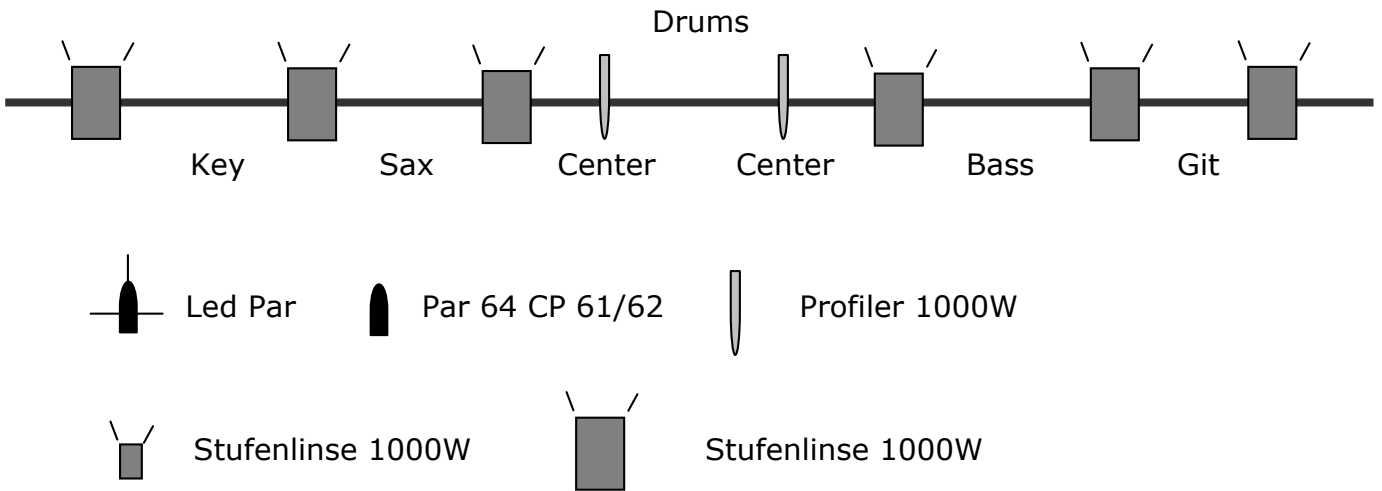 Drums
Key Sax Center Center Bass Git
Led Par Par 64 CP 61/62 Profiler 1000W
Stufenlinse 1000W Stufenlinse 1000W